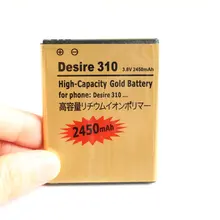 Desire 310
3.8V 2450mAh
High-Capacity Gold Battery
for phone: Desire 310 ...
高容量リチウムイオンポリマー
2450mAh